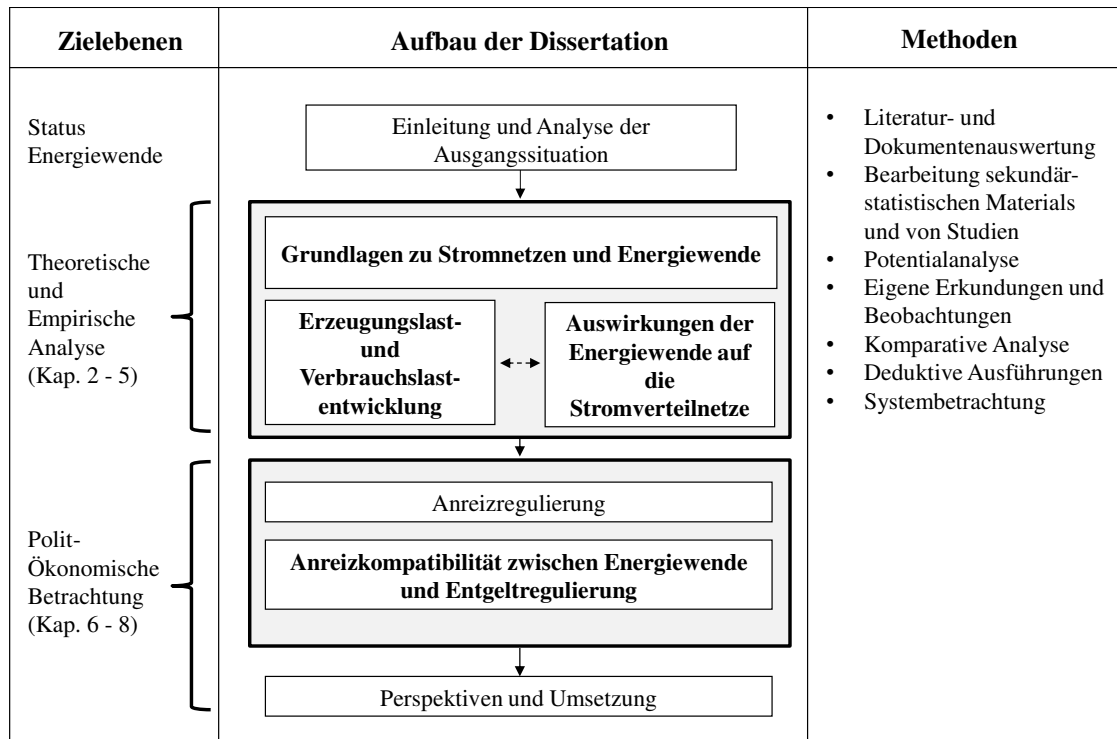 Zielebenen
Aufbau der Dissertation
Methoden
Status
Energiewende
Theoretische
und
Empirische
Analyse
(Kap. 2 - 5)
Polit-
Ökonomische
Betrachtung
(Kap. 6 - 8)
Einleitung und Analyse der
Ausgangssituation
Grundlagen zu Stromnetzen und Energiewende
Erzeugungslast-
und
Verbrauchslast-
entwicklung
Auswirkungen der
Energiewende auf
die
Stromverteilnetze
Anreizregulierung
Anreizkompatibilität zwischen Energiewende
und Entgeltregulierung
Perspektiven und Umsetzung
• Literatur- und
Dokumentenauswertung
• Bearbeitung sekundär-
statistischen Materials
und von Studien
• Potentialanalyse
• Eigene Erkundungen und
Beobachtungen
• Komparative Analyse
• Deduktive Ausführungen
• Systembetrachtung